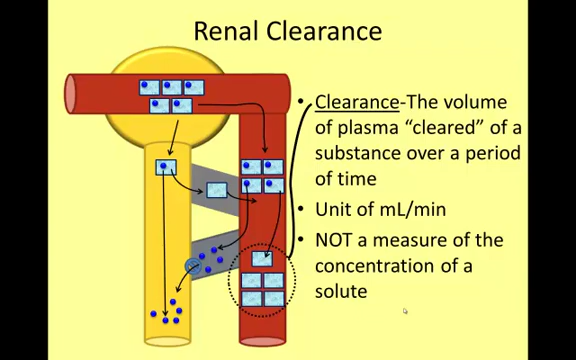 Renal Clearance
• Clearance-The volume
of plasma “cleared” of a
substance over a period
of time
• Unit of mL/min
• NOT a measure of the
concentration of a
solute